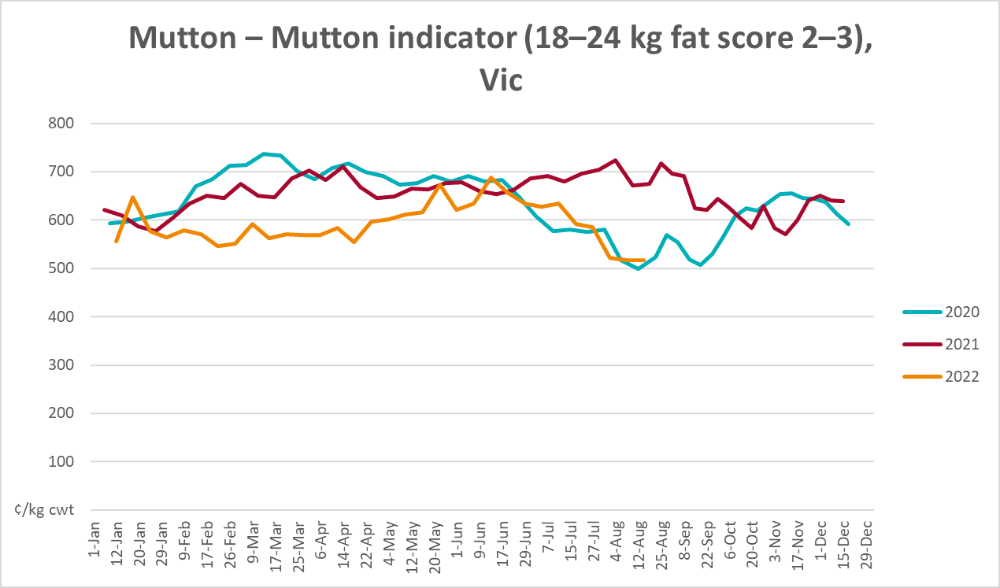 Mutton – Mutton indicator (18–24 kg fat score 2–3),
Vic
800
700
600
500
400
300
200
100
¢/kg cwt
1-Jan
12-Jan
20-Jan
29-Jan
9-Feb
17-Feb
26-Feb
9-Mar
17-Mar
25-Mar
6-Apr
14-Apr
22-Apr
4-May
12-May
20-May
1-Jun
9-Jun
17-Jun
29-Jun
7-Jul
15-Jul
27-Jul
4-Aug
12-Aug
25-Aug
8-Sep
22-Sep
6-Oct
20-Oct
3-Nov
17-Nov
1-Dec
15-Dec
29-Dec
2020
2021
2022